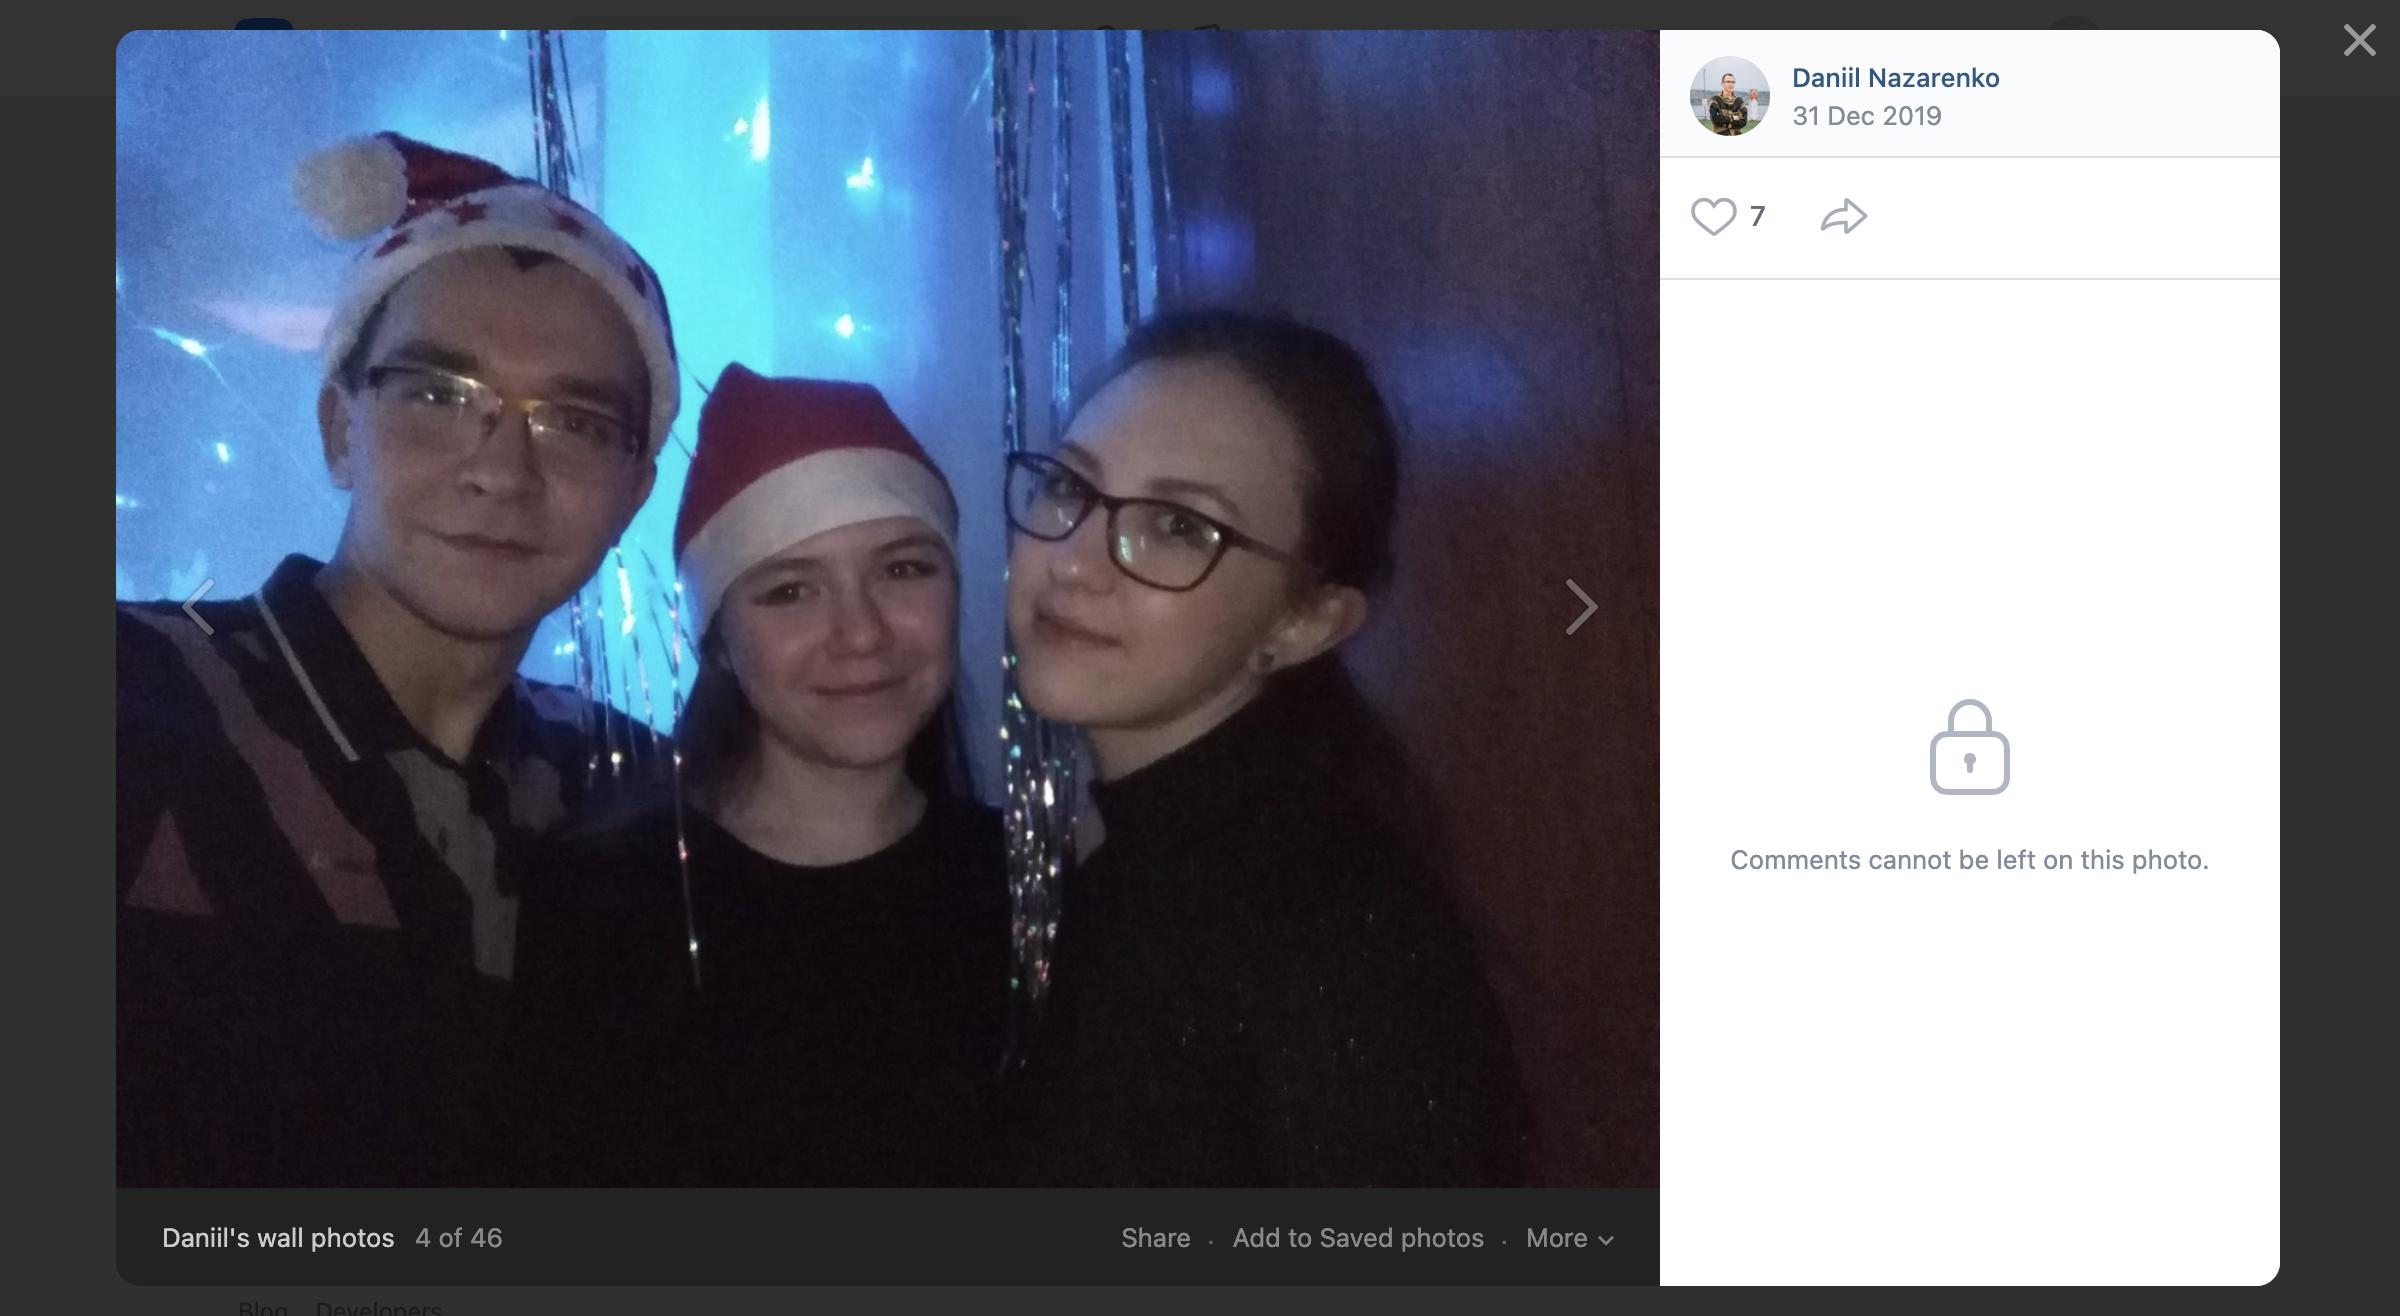 Daniil Nazarenko
31 Dec 2019
7
Comments cannot be left on this photo.
Daniil's wall photos 4 of 46
Share · Add to Saved photos · More
Blog Developers